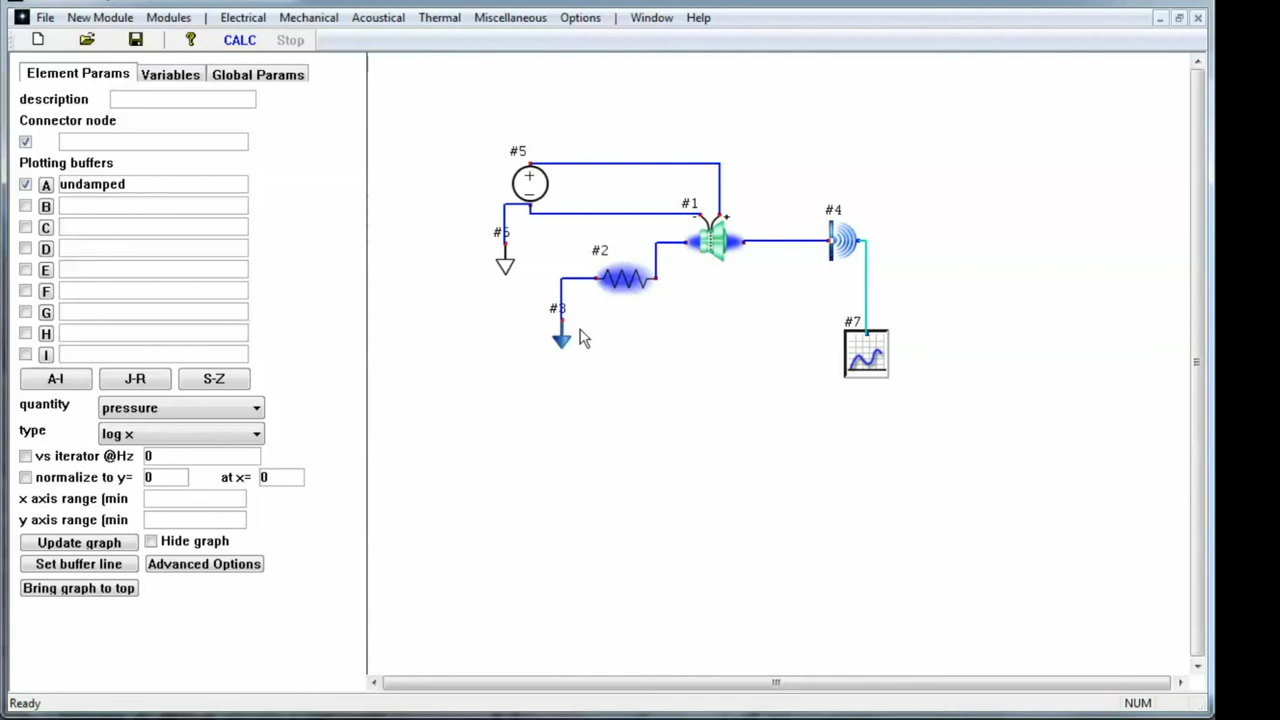 File New Module Modules Electrical Mechanical Acoustical Thermal Miscellaneous Options Window Help
? CALC Stop
Element Params Variables Global Params
description
Connector node
Plotting buffers
A undamped
B
C
D
E
F
G
H
I
A-I J-R S-Z
quantity pressure
type log x
vs iterator @Hz 0
normalize to y= 0 at x= 0
x axis range (min
y axis range (min
Update graph Hide graph
Set buffer line Advanced Options
Bring graph to top
#5
+
−
#1
- +
#4
#2
#3
#7
Ready NUM